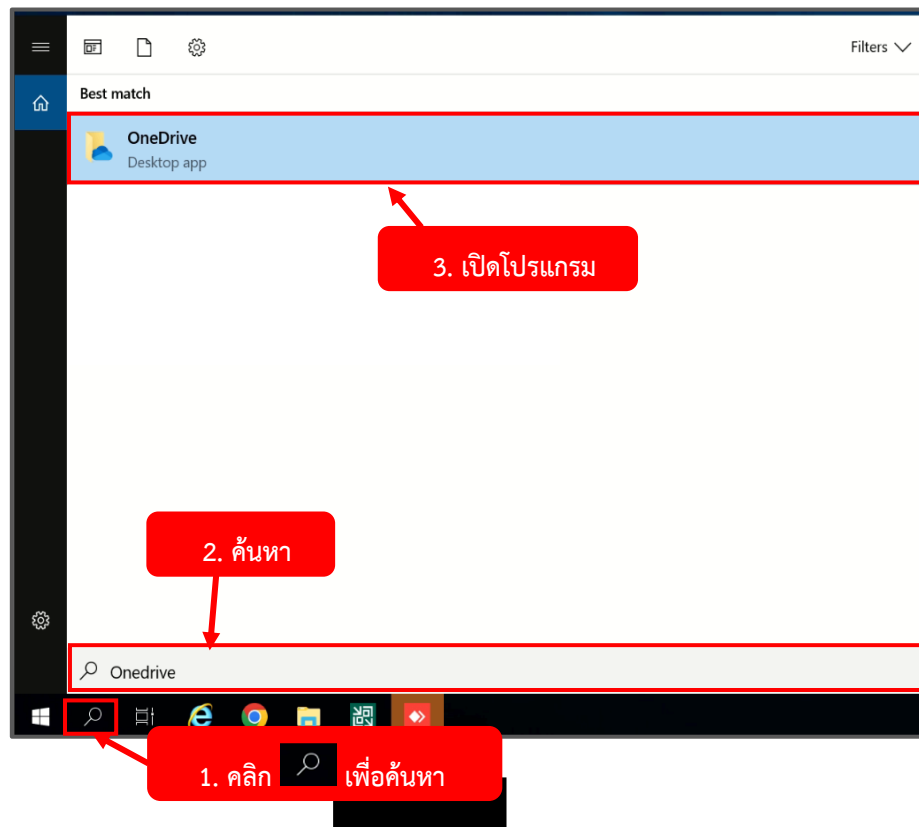 Filters
Best match
OneDrive
Desktop app
3. เปิดโปรแกรม
2. ค้นหา
Onedrive
1. คลิก เพื่อค้นหา